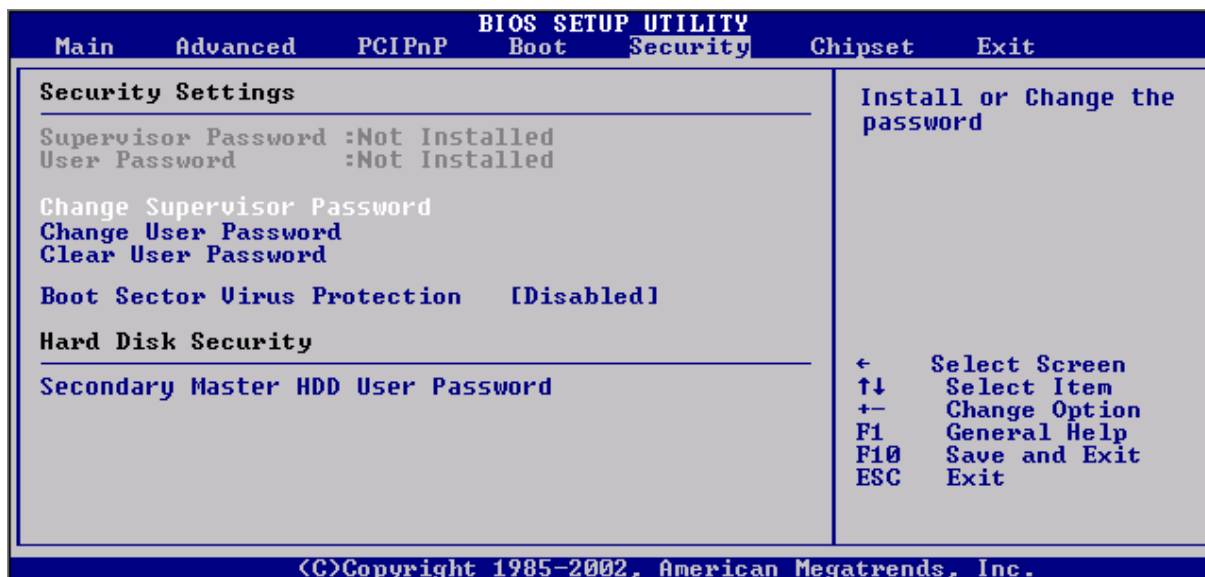 BIOS SETUP UTILITY
Main Advanced PCIPnP Boot Security Chipset Exit
Security Settings
Supervisor Password :Not Installed
User Password :Not Installed
Change Supervisor Password
Change User Password
Clear User Password
Boot Sector Virus Protection [Disabled]
Hard Disk Security
Secondary Master HDD User Password
Install or Change the
password
← Select Screen
↑↓ Select Item
+- Change Option
F1 General Help
F10 Save and Exit
ESC Exit
(C)Copyright 1985-2002, American Megatrends, Inc.